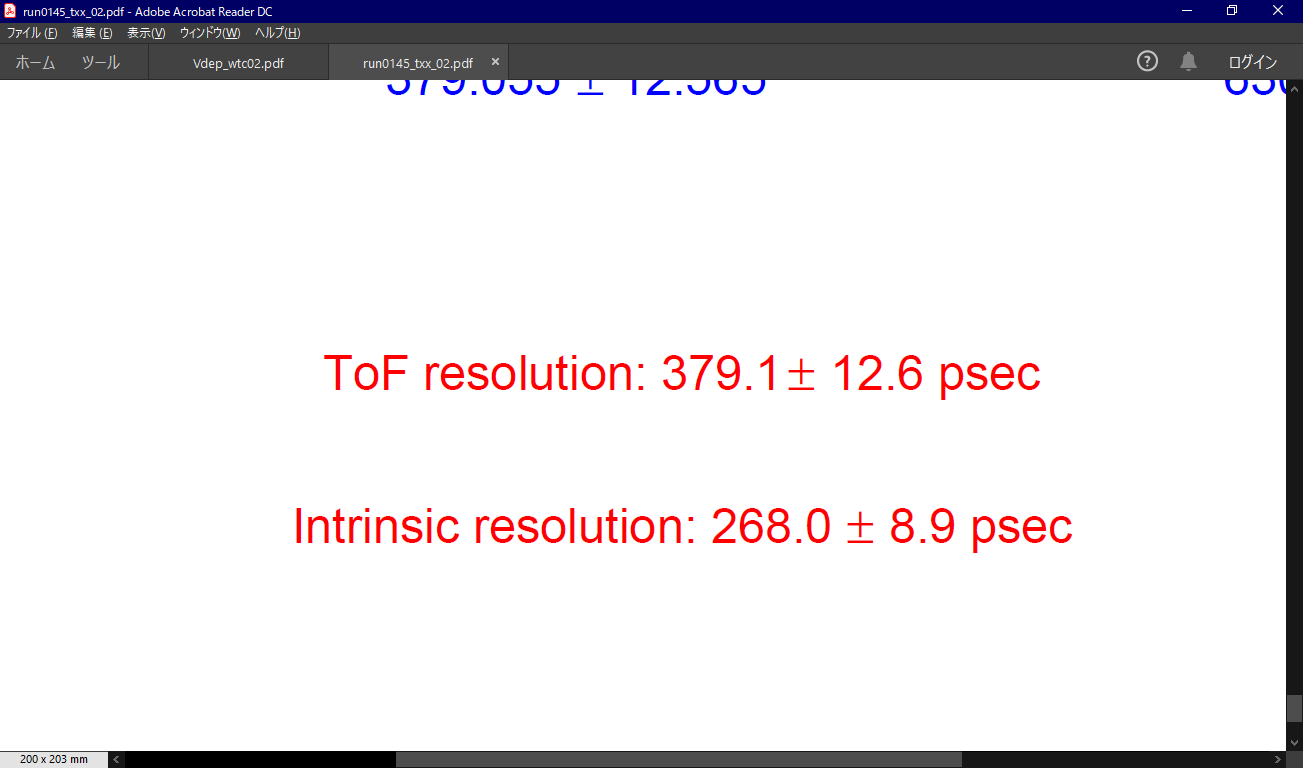 run0145_txx_02.pdf - Adobe Acrobat Reader DC
ファイル (F) 編集 (E) 表示(V) ウィンドウ(W) ヘルプ(H)
ホーム ツール Vdep_wtc02.pdf run0145_txx_02.pdf × ? ログイン
ToF resolution: 379.1± 12.6 psec
Intrinsic resolution: 268.0 ± 8.9 psec
200 x 203 mm